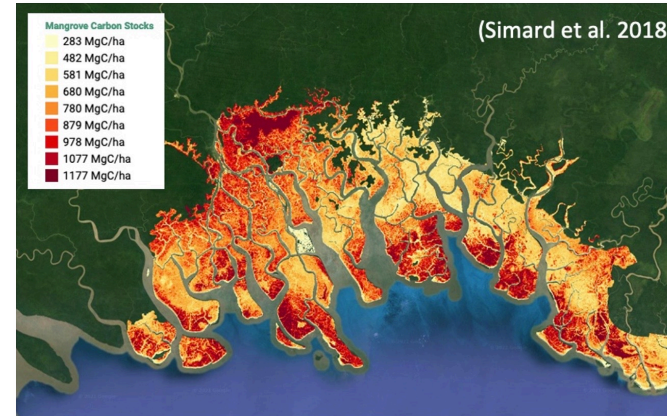 Mangrove Carbon Stocks
283 MgC/ha
482 MgC/ha
581 MgC/ha
680 MgC/ha
780 MgC/ha
879 MgC/ha
978 MgC/ha
1077 MgC/ha
1177 MgC/ha
(Simard et al. 2018